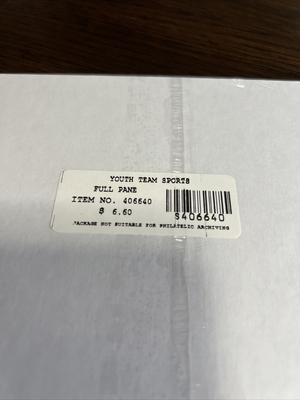 YOUTH TEAM SPORTS
FULL PANE
ITEM NO. 406640
$ 6.60
S406640
PACKAGE NOT SUITABLE FOR PHILATELIC ARCHIVING